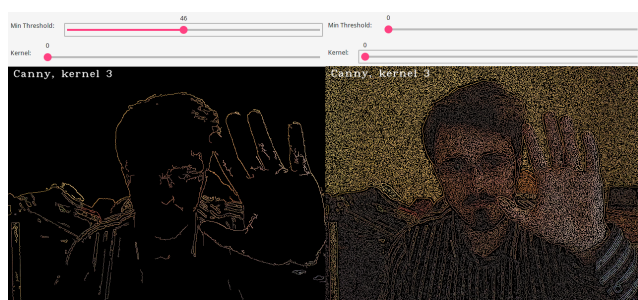 46
Min Threshold:
0
Kernel:
Canny, kernel 3
0
Min Threshold:
0
Kernel:
Canny, kernel 3